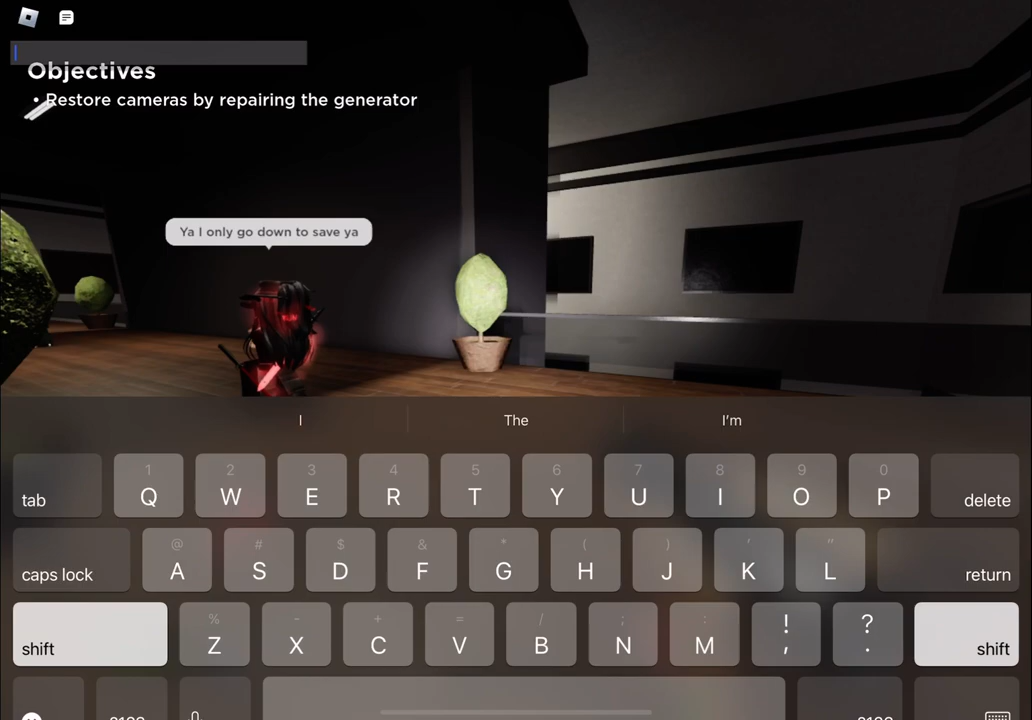 Objectives
• Restore cameras by repairing the generator
Ya I only go down to save ya
I The I'm
1 2 3 4 5 6 7 8 9 0
tab Q W E R T Y U I O P delete
@ # $ & * ( ) ' "
caps lock A S D F G H J K L return
% - + = / ; : ! ?
shift Z X C V B N M , . shift